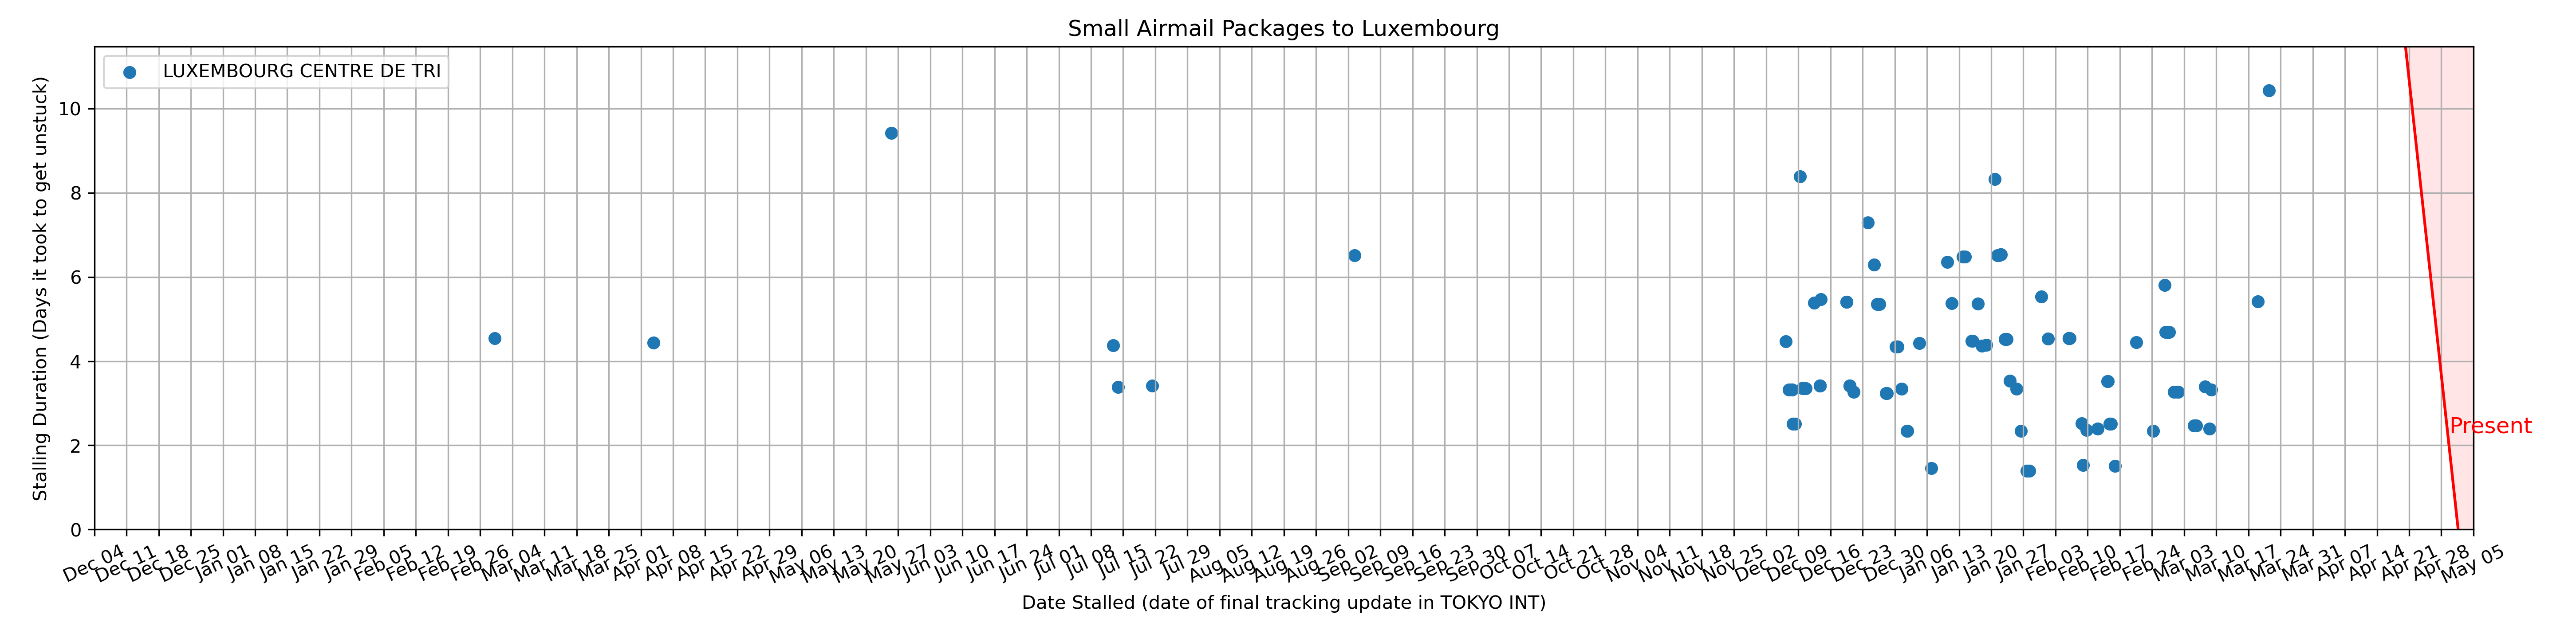 Small Airmail Packages to Luxembourg
LUXEMBOURG CENTRE DE TRI
Stalling Duration (Days it took to get unstuck)
10
8
6
4
2
0
Present
Dec 04
Dec 11
Dec 18
Dec 25
Jan 01
Jan 08
Jan 15
Jan 22
Jan 29
Feb 05
Feb 12
Feb 19
Feb 26
Mar 04
Mar 11
Mar 18
Mar 25
Apr 01
Apr 08
Apr 15
Apr 22
Apr 29
May 06
May 13
May 20
May 27
Jun 03
Jun 10
Jun 17
Jun 24
Jul 01
Jul 08
Jul 15
Jul 22
Jul 29
Aug 05
Aug 12
Aug 19
Aug 26
Sep 02
Sep 09
Sep 16
Sep 23
Sep 30
Oct 07
Oct 14
Oct 21
Oct 28
Nov 04
Nov 11
Nov 18
Nov 25
Dec 02
Dec 09
Dec 16
Dec 23
Dec 30
Jan 06
Jan 13
Jan 20
Jan 27
Feb 03
Feb 10
Feb 17
Feb 24
Mar 03
Mar 10
Mar 17
Mar 24
Mar 31
Apr 07
Apr 14
Apr 21
Apr 28
May 05
Date Stalled (date of final tracking update in TOKYO INT)